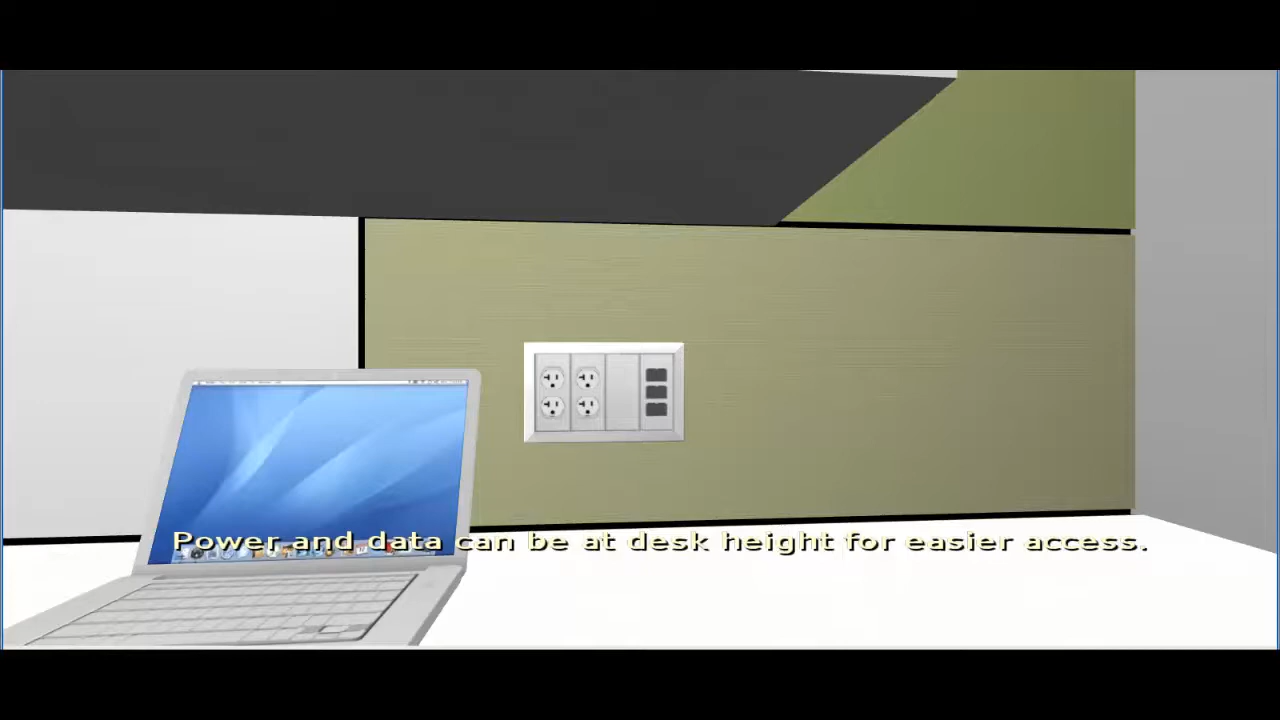 Power and data can be at desk height for easier access.